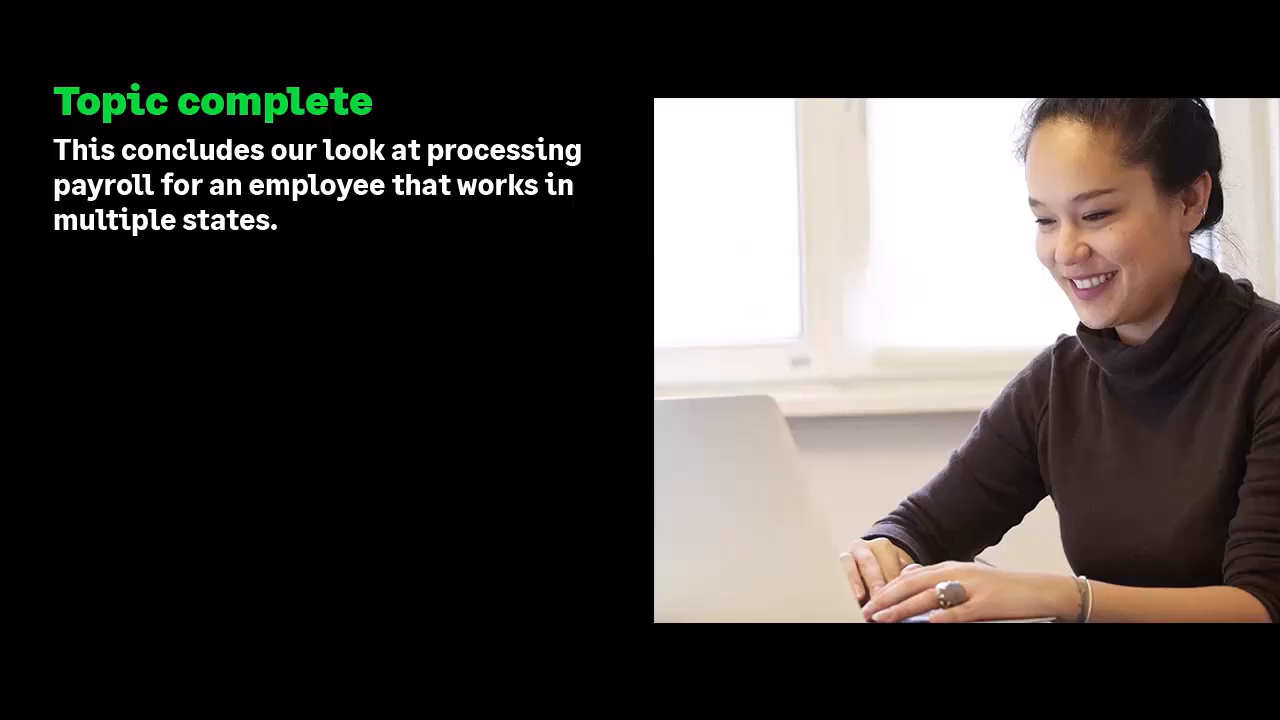 Topic complete
This concludes our look at processing
payroll for an employee that works in
multiple states.